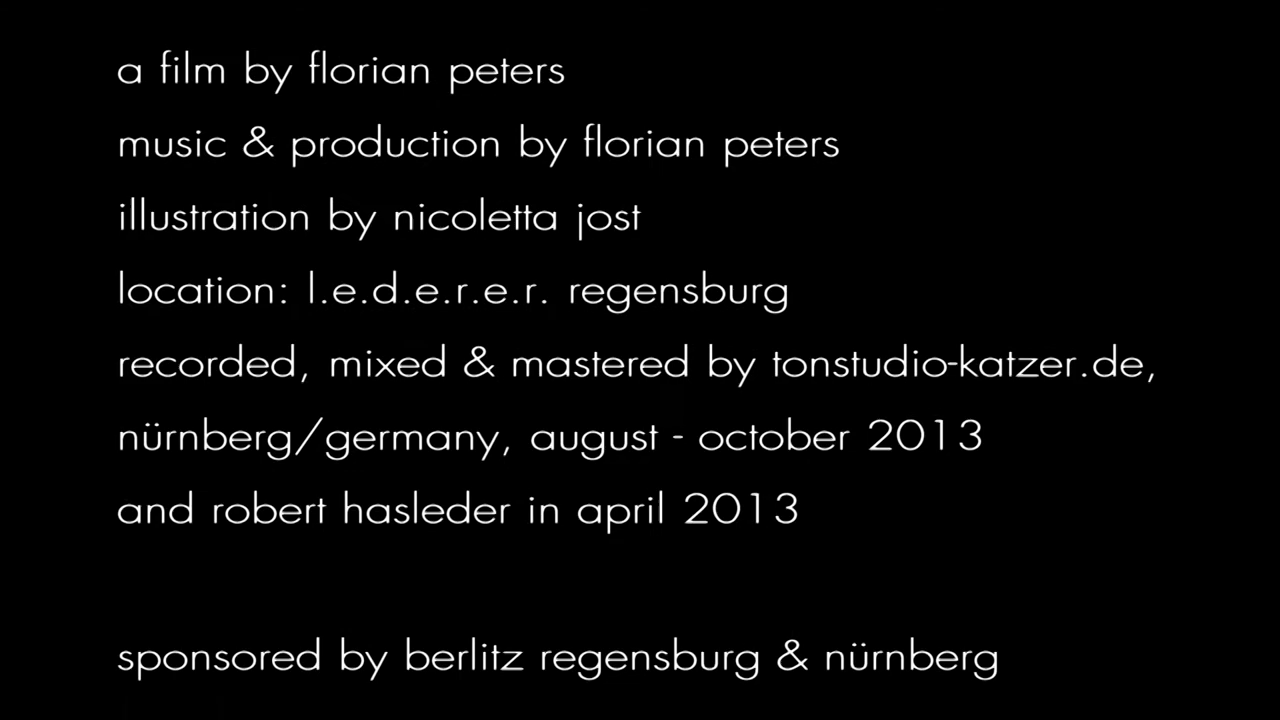 a film by florian peters
music & production by florian peters
illustration by nicoletta jost
location: l.e.d.e.r.e.r. regensburg
recorded, mixed & mastered by tonstudio-katzer.de,
nürnberg/germany, august - october 2013
and robert hasleder in april 2013
sponsored by berlitz regensburg & nürnberg